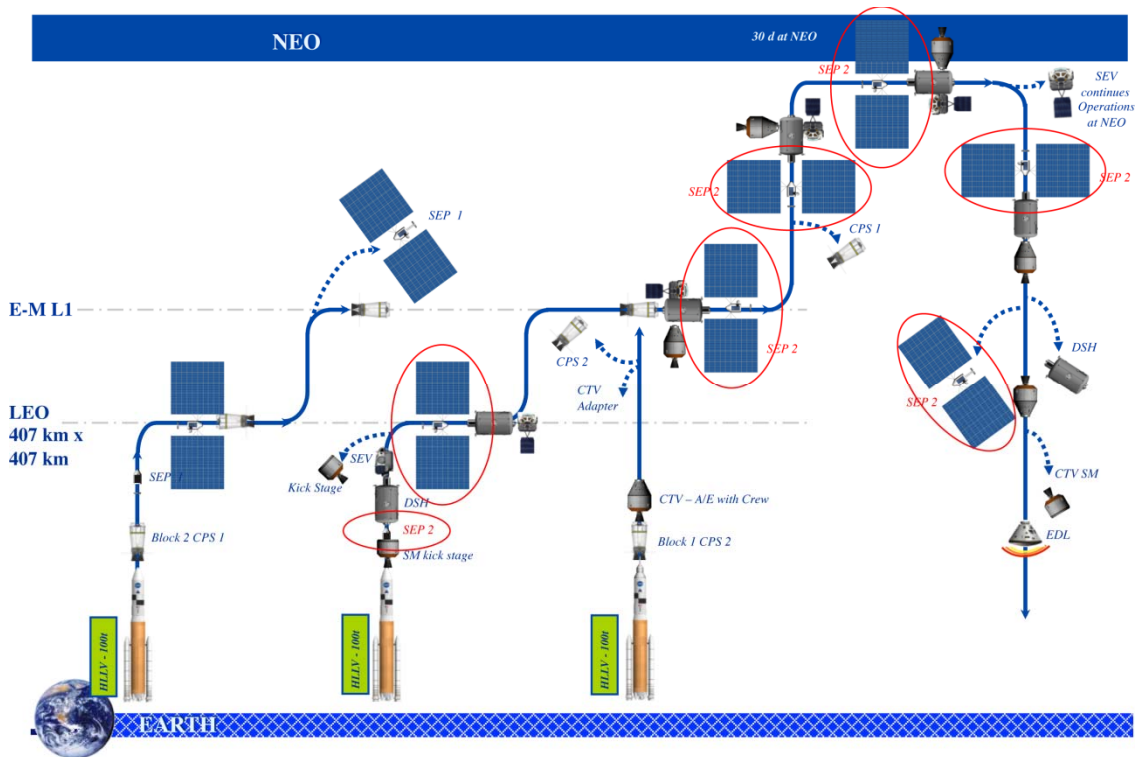 NEO
30 d at NEO
SEP 2
SEV
continues
Operations
at NEO
SEP 2
SEP 2
SEP 1
CPS 1
E-M L1
CPS 2
SEP 2
CTV
Adapter
DSH
SEP 2
LEO
407 km x
407 km
SEP 1
SEV
Kick Stage
DSH
CTV – A/E with Crew
CTV SM
SEP 2
Block 2 CPS 1
SM kick stage
Block 1 CPS 2
EDL
HLLV - 100t
HLLV - 100t
HLLV - 100t
EARTH